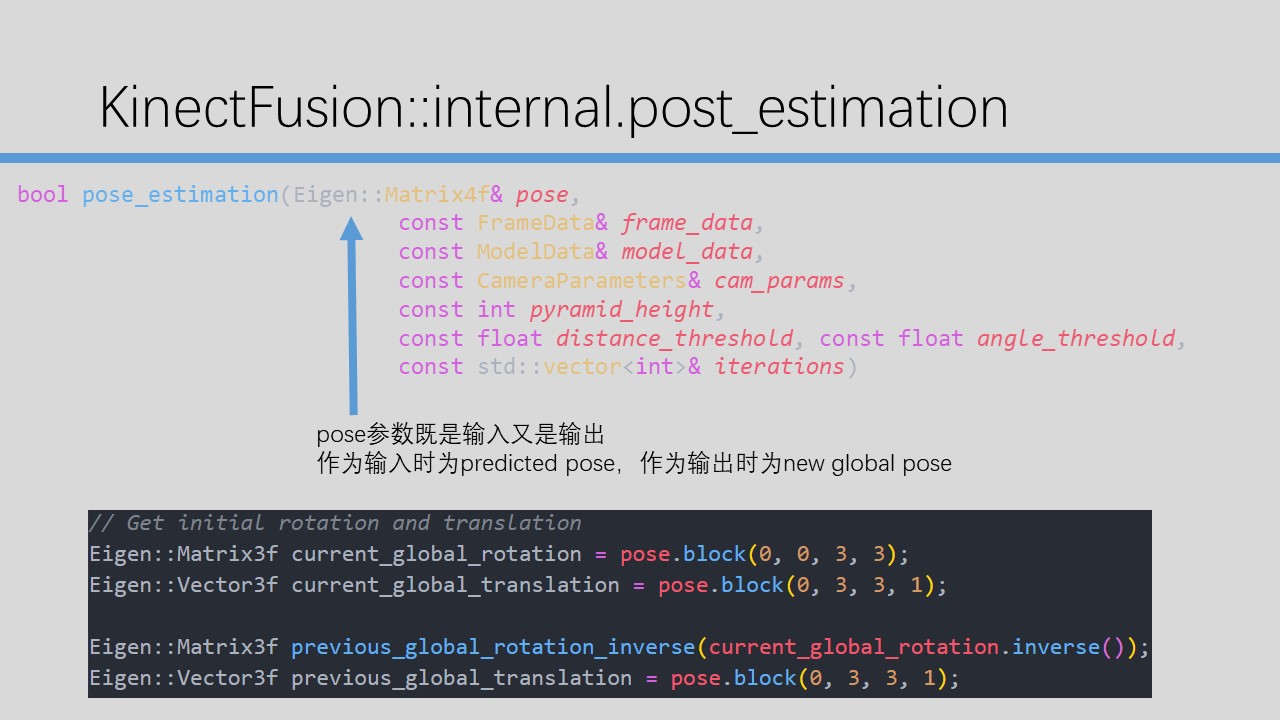 KinectFusion::internal.post_estimation
bool pose_estimation(Eigen::Matrix4f& pose,
const FrameData& frame_data,
const ModelData& model_data,
const CameraParameters& cam_params,
const int pyramid_height,
const float distance_threshold, const float angle_threshold,
const std::vector<int>& iterations)
pose参数既是输入又是输出
作为输入时为predicted pose，作为输出时为new global pose
// Get initial rotation and translation
Eigen::Matrix3f current_global_rotation = pose.block(0, 0, 3, 3);
Eigen::Vector3f current_global_translation = pose.block(0, 3, 3, 1);
Eigen::Matrix3f previous_global_rotation_inverse(current_global_rotation.inverse());
Eigen::Vector3f previous_global_translation = pose.block(0, 3, 3, 1);